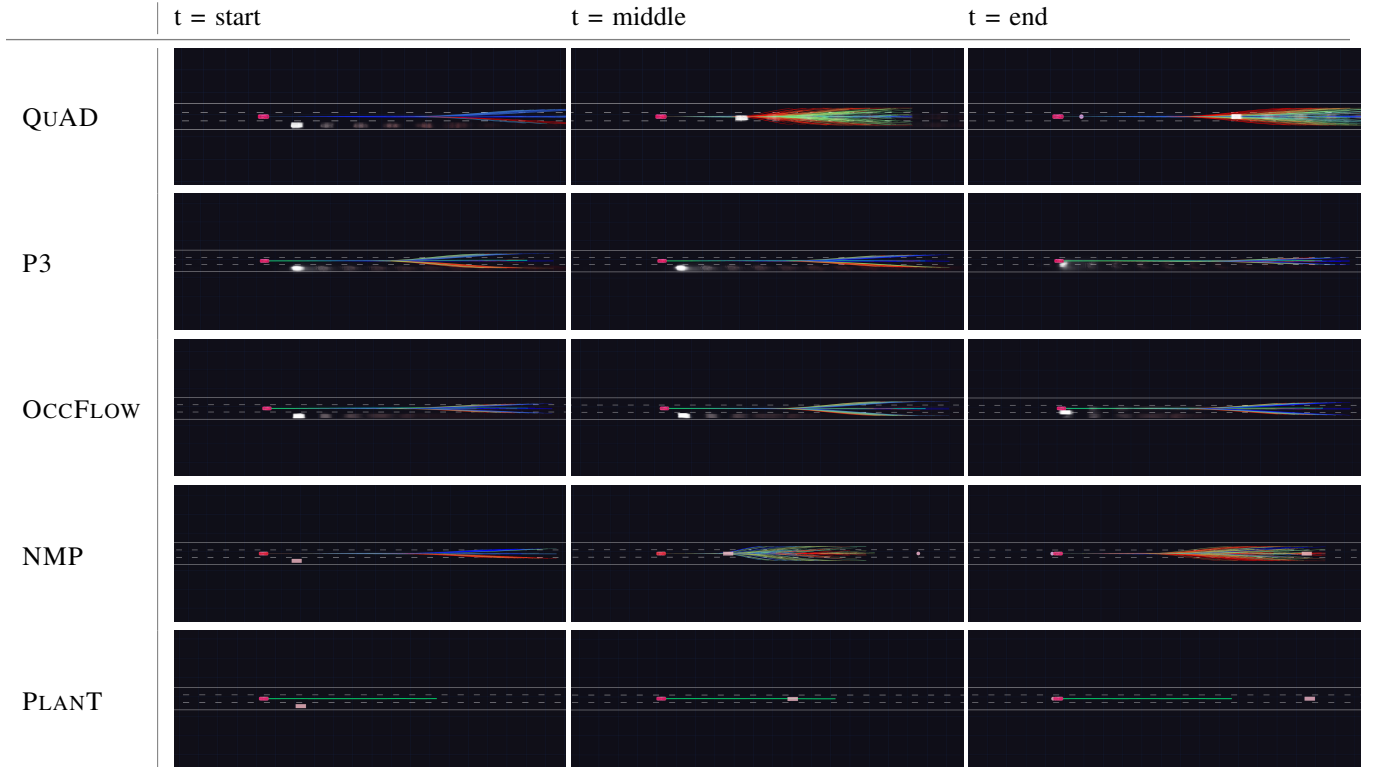 t = start t = middle t = end
QUAD
P3
OCCFLOW
NMP
PLANT